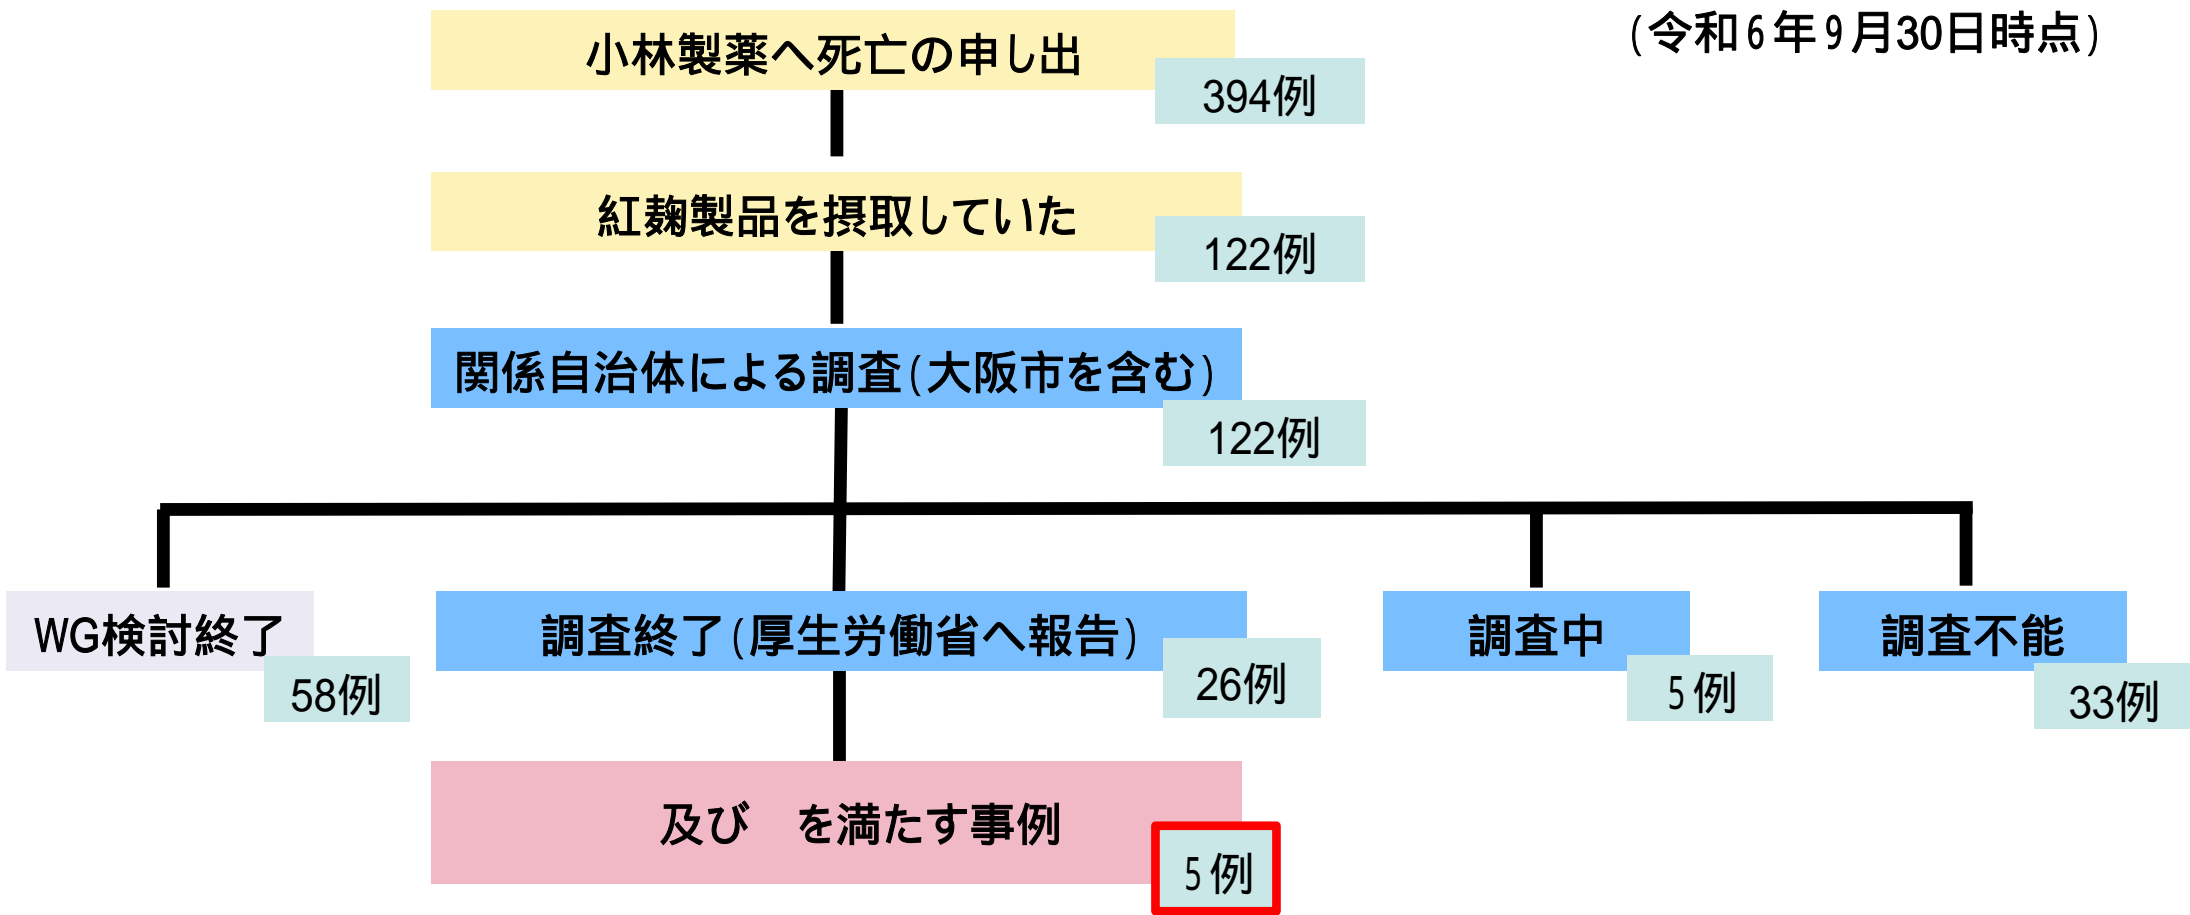 (令和6年9月30日時点)
小林製薬へ死亡の申し出
394例
紅麹製品を摂取していた
122例
関係自治体による調査(大阪市を含む)
122例
WG検討終了
58例
調査終了(厚生労働省へ報告)
26例
調査中
5例
調査不能
33例
及び　を満たす事例
5例